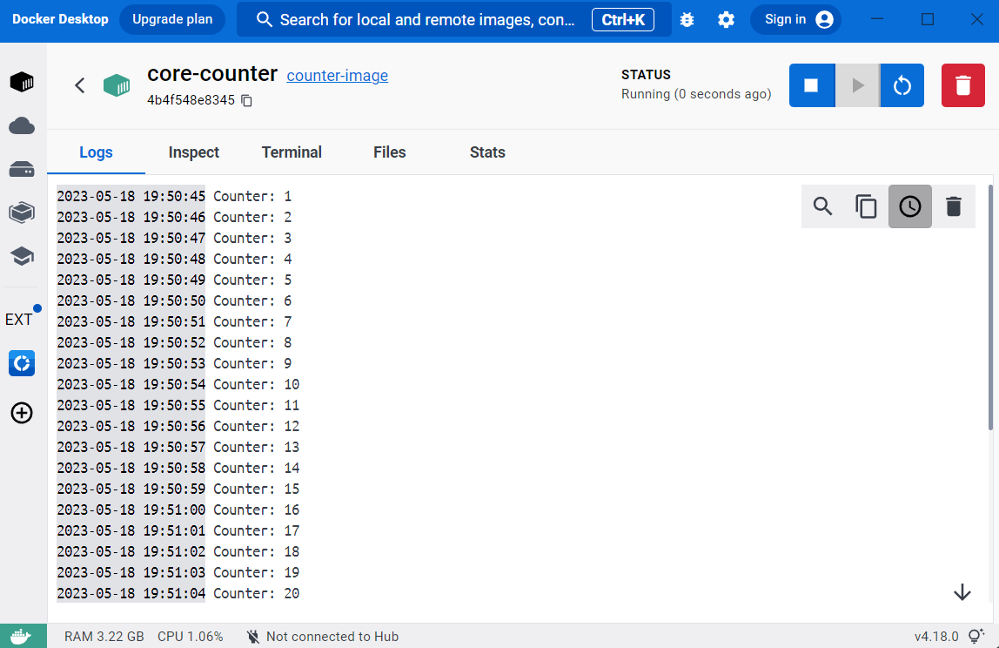 Docker Desktop Upgrade plan Search for local and remote images, con... Ctrl+K Sign in
core-counter counter-image
4b4f548e8345
STATUS
Running (0 seconds ago)
Logs Inspect Terminal Files Stats
2023-05-18 19:50:45 Counter: 1
2023-05-18 19:50:46 Counter: 2
2023-05-18 19:50:47 Counter: 3
2023-05-18 19:50:48 Counter: 4
2023-05-18 19:50:49 Counter: 5
2023-05-18 19:50:50 Counter: 6
2023-05-18 19:50:51 Counter: 7
2023-05-18 19:50:52 Counter: 8
2023-05-18 19:50:53 Counter: 9
2023-05-18 19:50:54 Counter: 10
2023-05-18 19:50:55 Counter: 11
2023-05-18 19:50:56 Counter: 12
2023-05-18 19:50:57 Counter: 13
2023-05-18 19:50:58 Counter: 14
2023-05-18 19:50:59 Counter: 15
2023-05-18 19:51:00 Counter: 16
2023-05-18 19:51:01 Counter: 17
2023-05-18 19:51:02 Counter: 18
2023-05-18 19:51:03 Counter: 19
2023-05-18 19:51:04 Counter: 20
EXT
RAM 3.22 GB CPU 1.06% Not connected to Hub v4.18.0